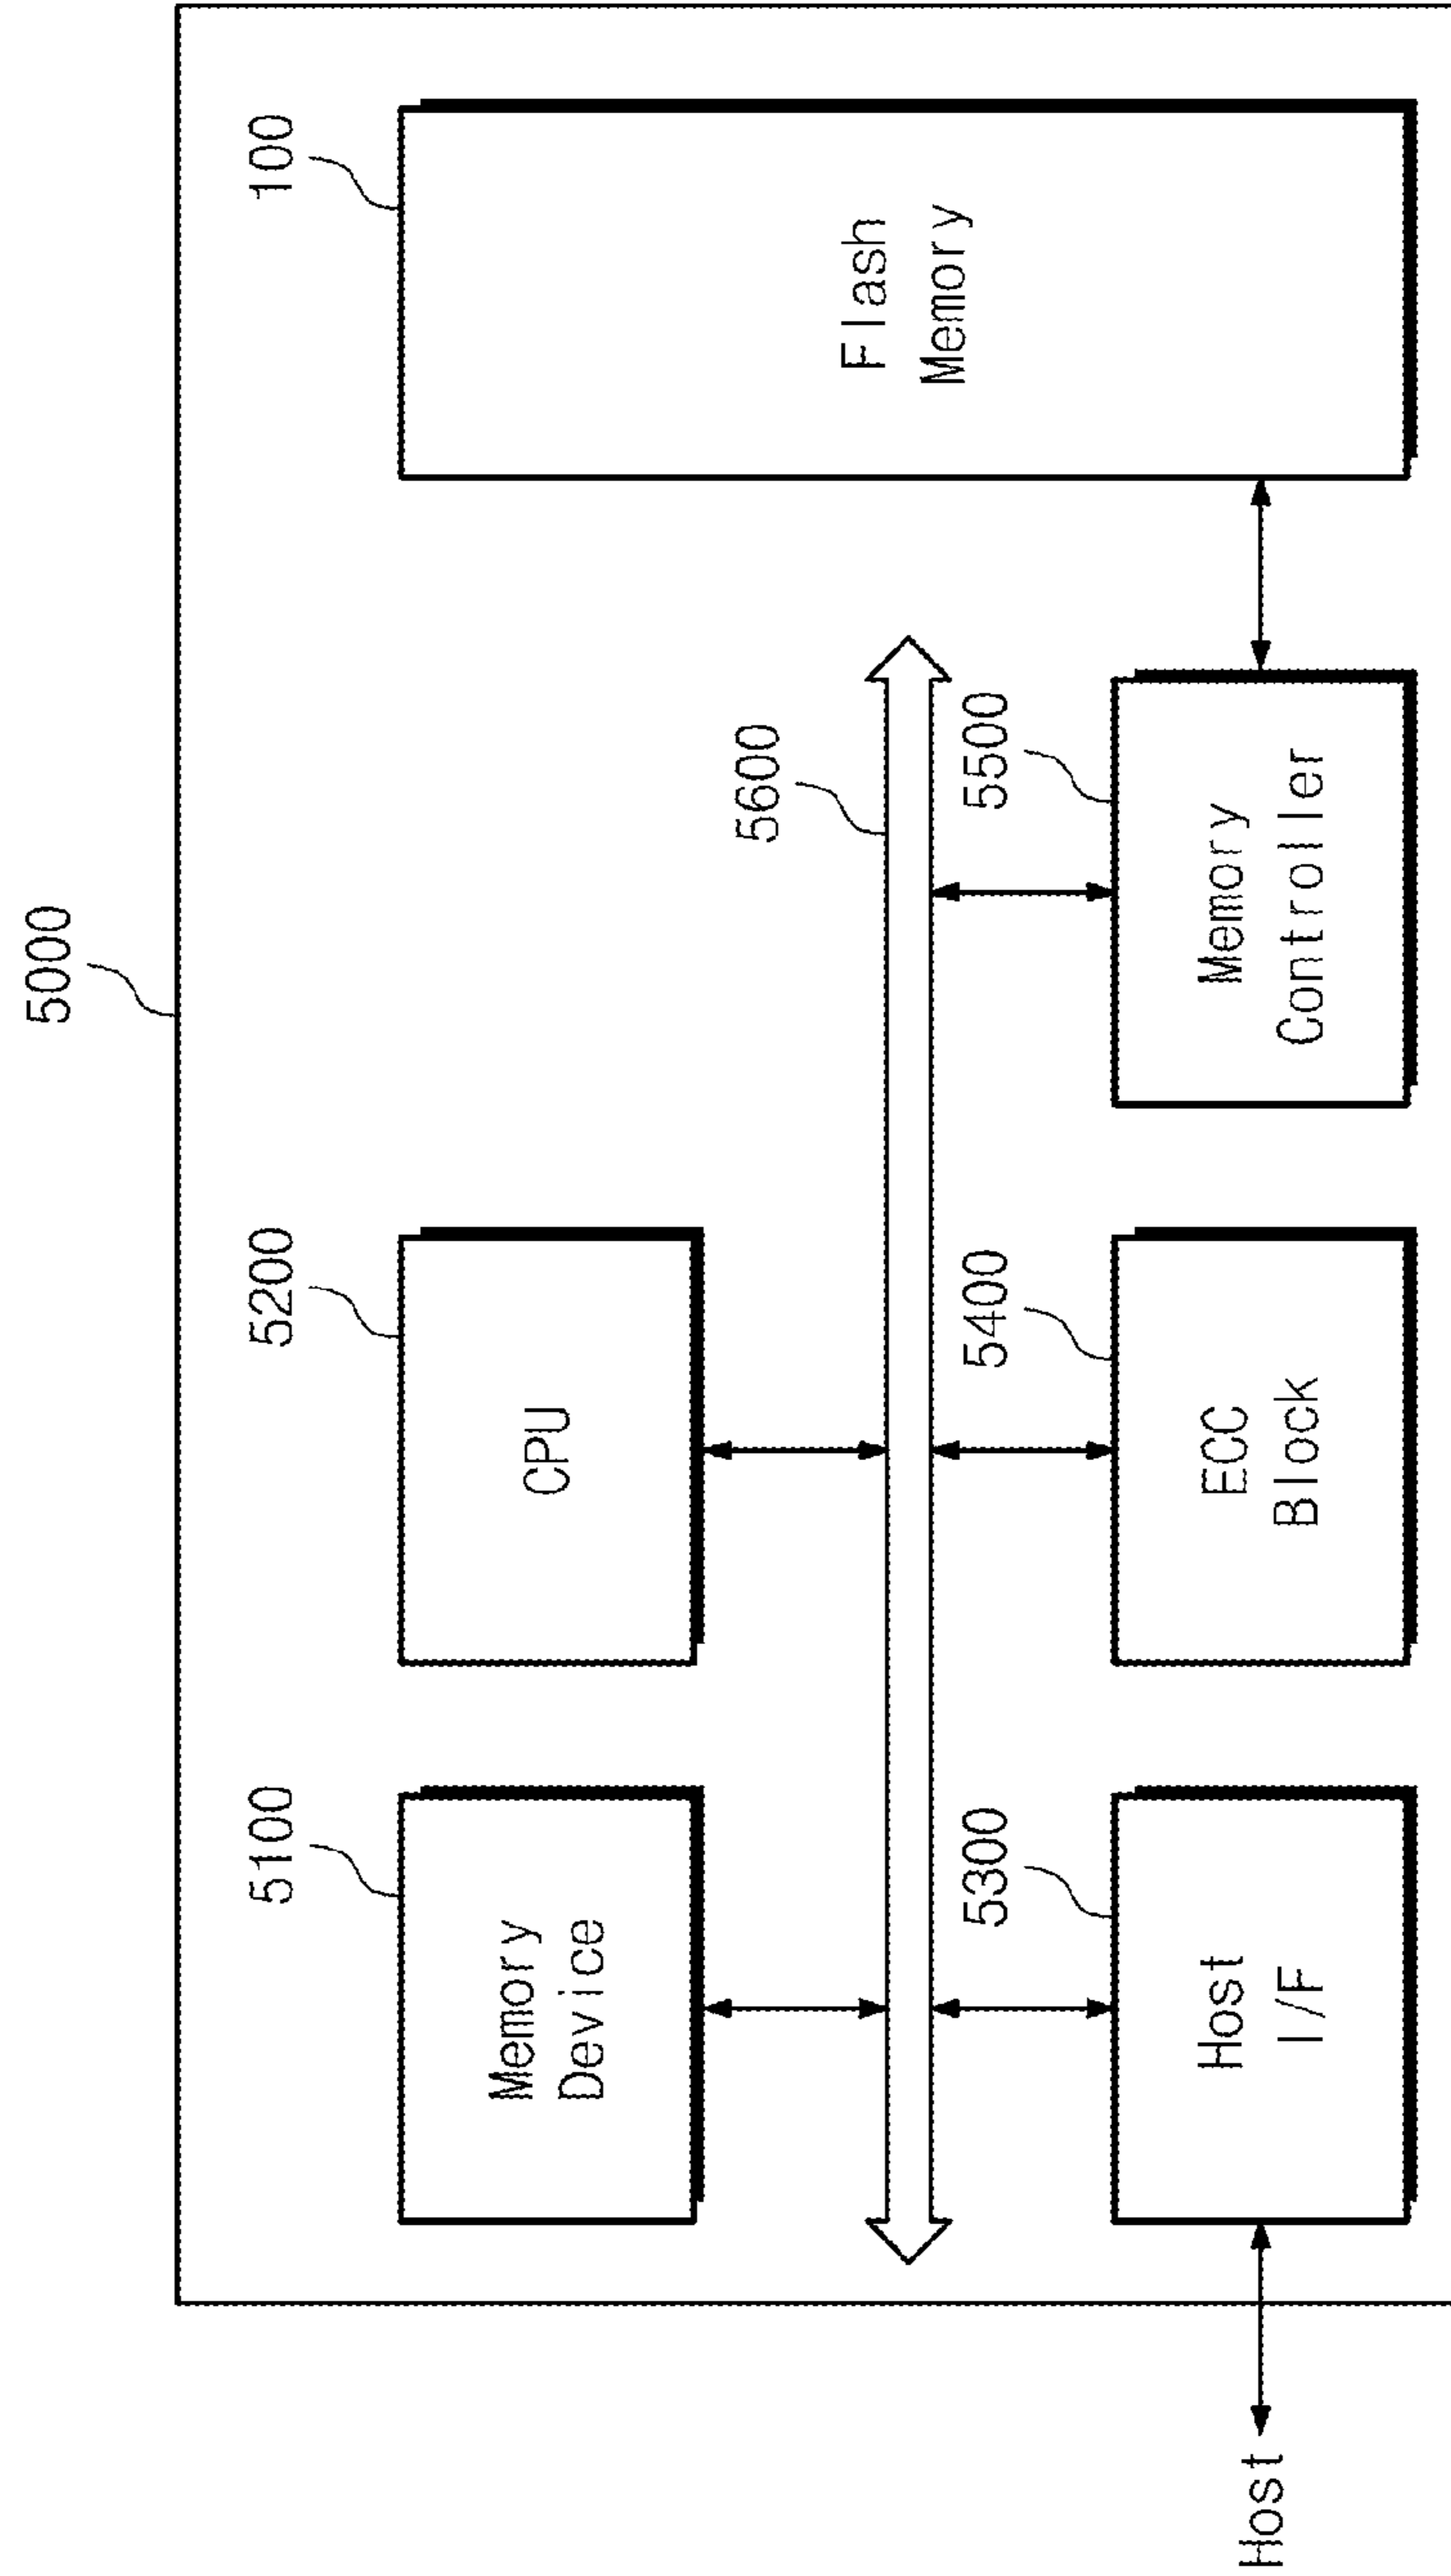 5000
5100
5200
100
Memory
Device
CPU
Flash
Memory
5600
5300
5400
5500
Host
Host
I/F
ECC
Block
Memory
Controller